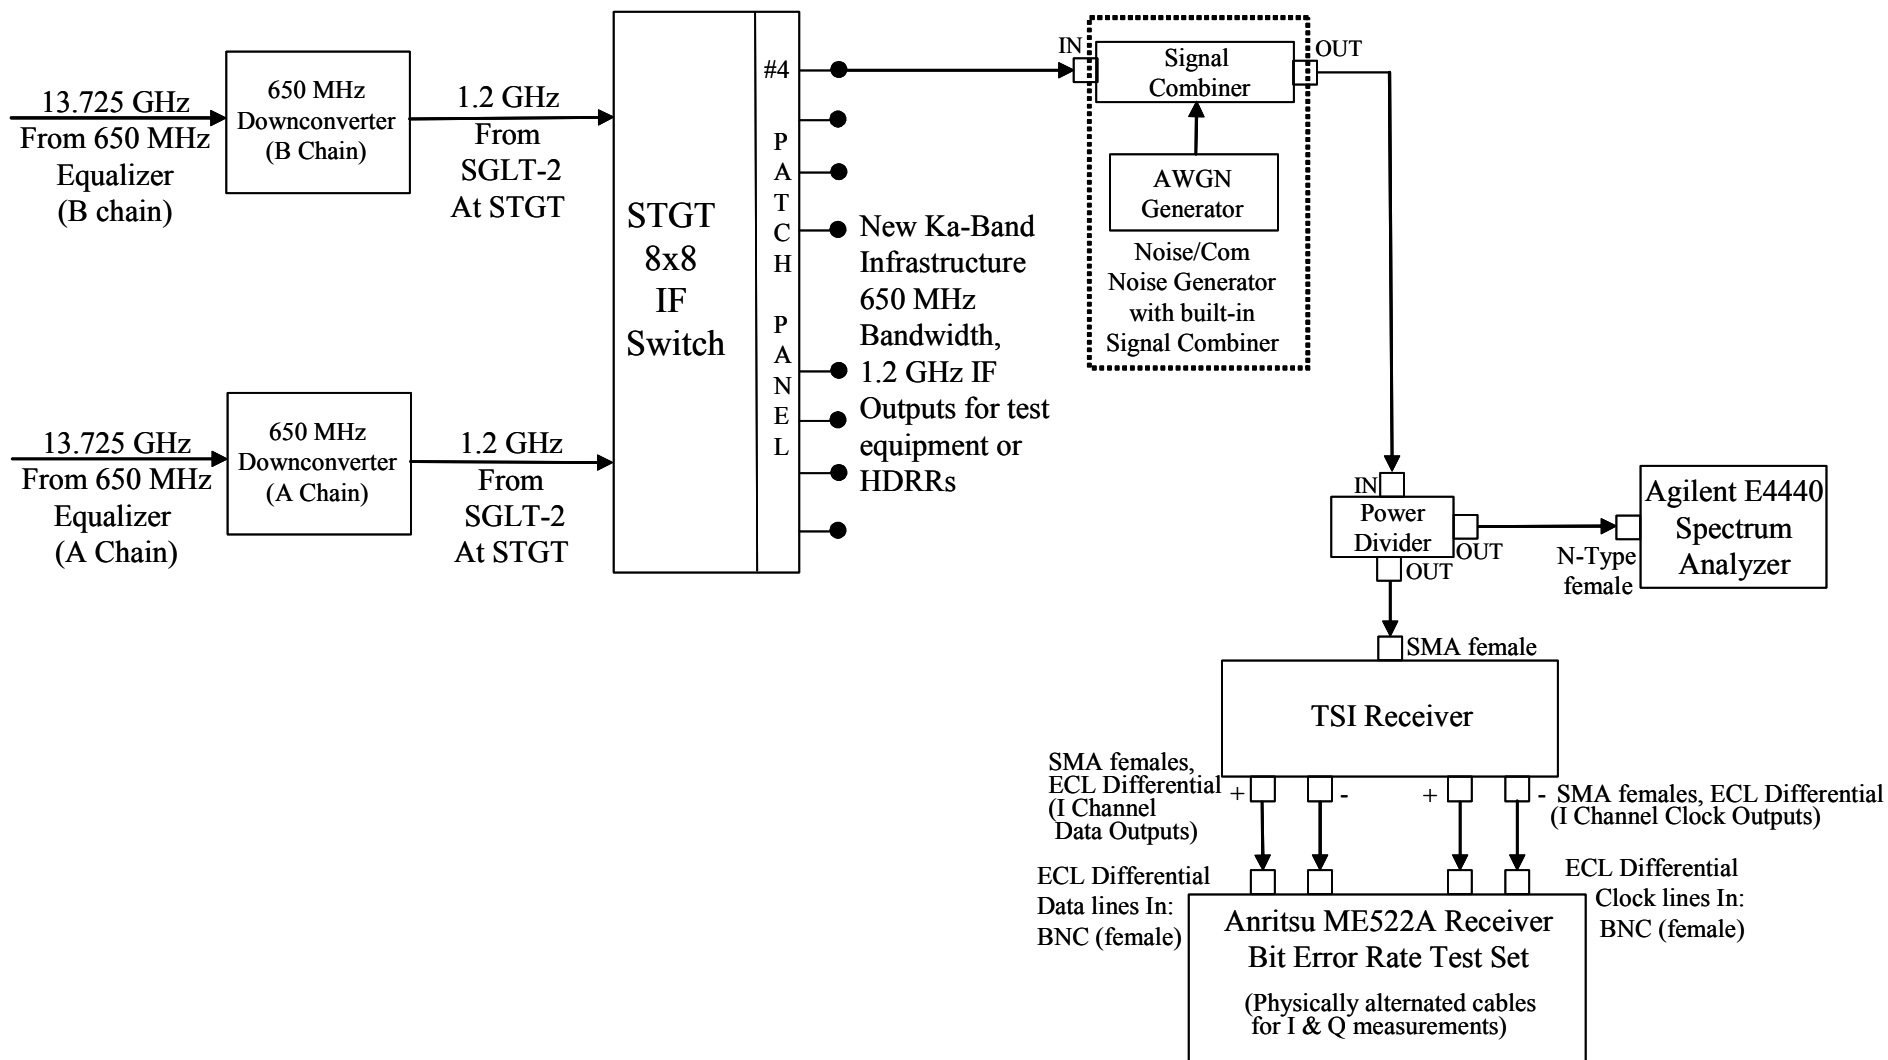 13.725 GHz
From 650 MHz
Equalizer
(B chain)
650 MHz
Downconverter
(B Chain)
1.2 GHz
From
SGLT-2
At STGT
13.725 GHz
From 650 MHz
Equalizer
(A Chain)
650 MHz
Downconverter
(A Chain)
1.2 GHz
From
SGLT-2
At STGT
STGT
8x8
IF
Switch
#4
P
A
T
C
H
P
A
N
E
L
New Ka-Band
Infrastructure
650 MHz
Bandwidth,
1.2 GHz IF
Outputs for test
equipment or
HDRRs
IN
Signal
Combiner
OUT
AWGN
Generator
Noise/Com
Noise Generator
with built-in
Signal Combiner
IN
Power
Divider
OUT
OUT
N-Type
female
Agilent E4440
Spectrum
Analyzer
SMA female
TSI Receiver
SMA females,
ECL Differential
(I Channel
Data Outputs)
+
-
+
-
SMA females, ECL Differential
(I Channel Clock Outputs)
ECL Differential
Data lines In:
BNC (female)
ECL Differential
Clock lines In:
BNC (female)
Anritsu ME522A Receiver
Bit Error Rate Test Set
(Physically alternated cables
for I & Q measurements)